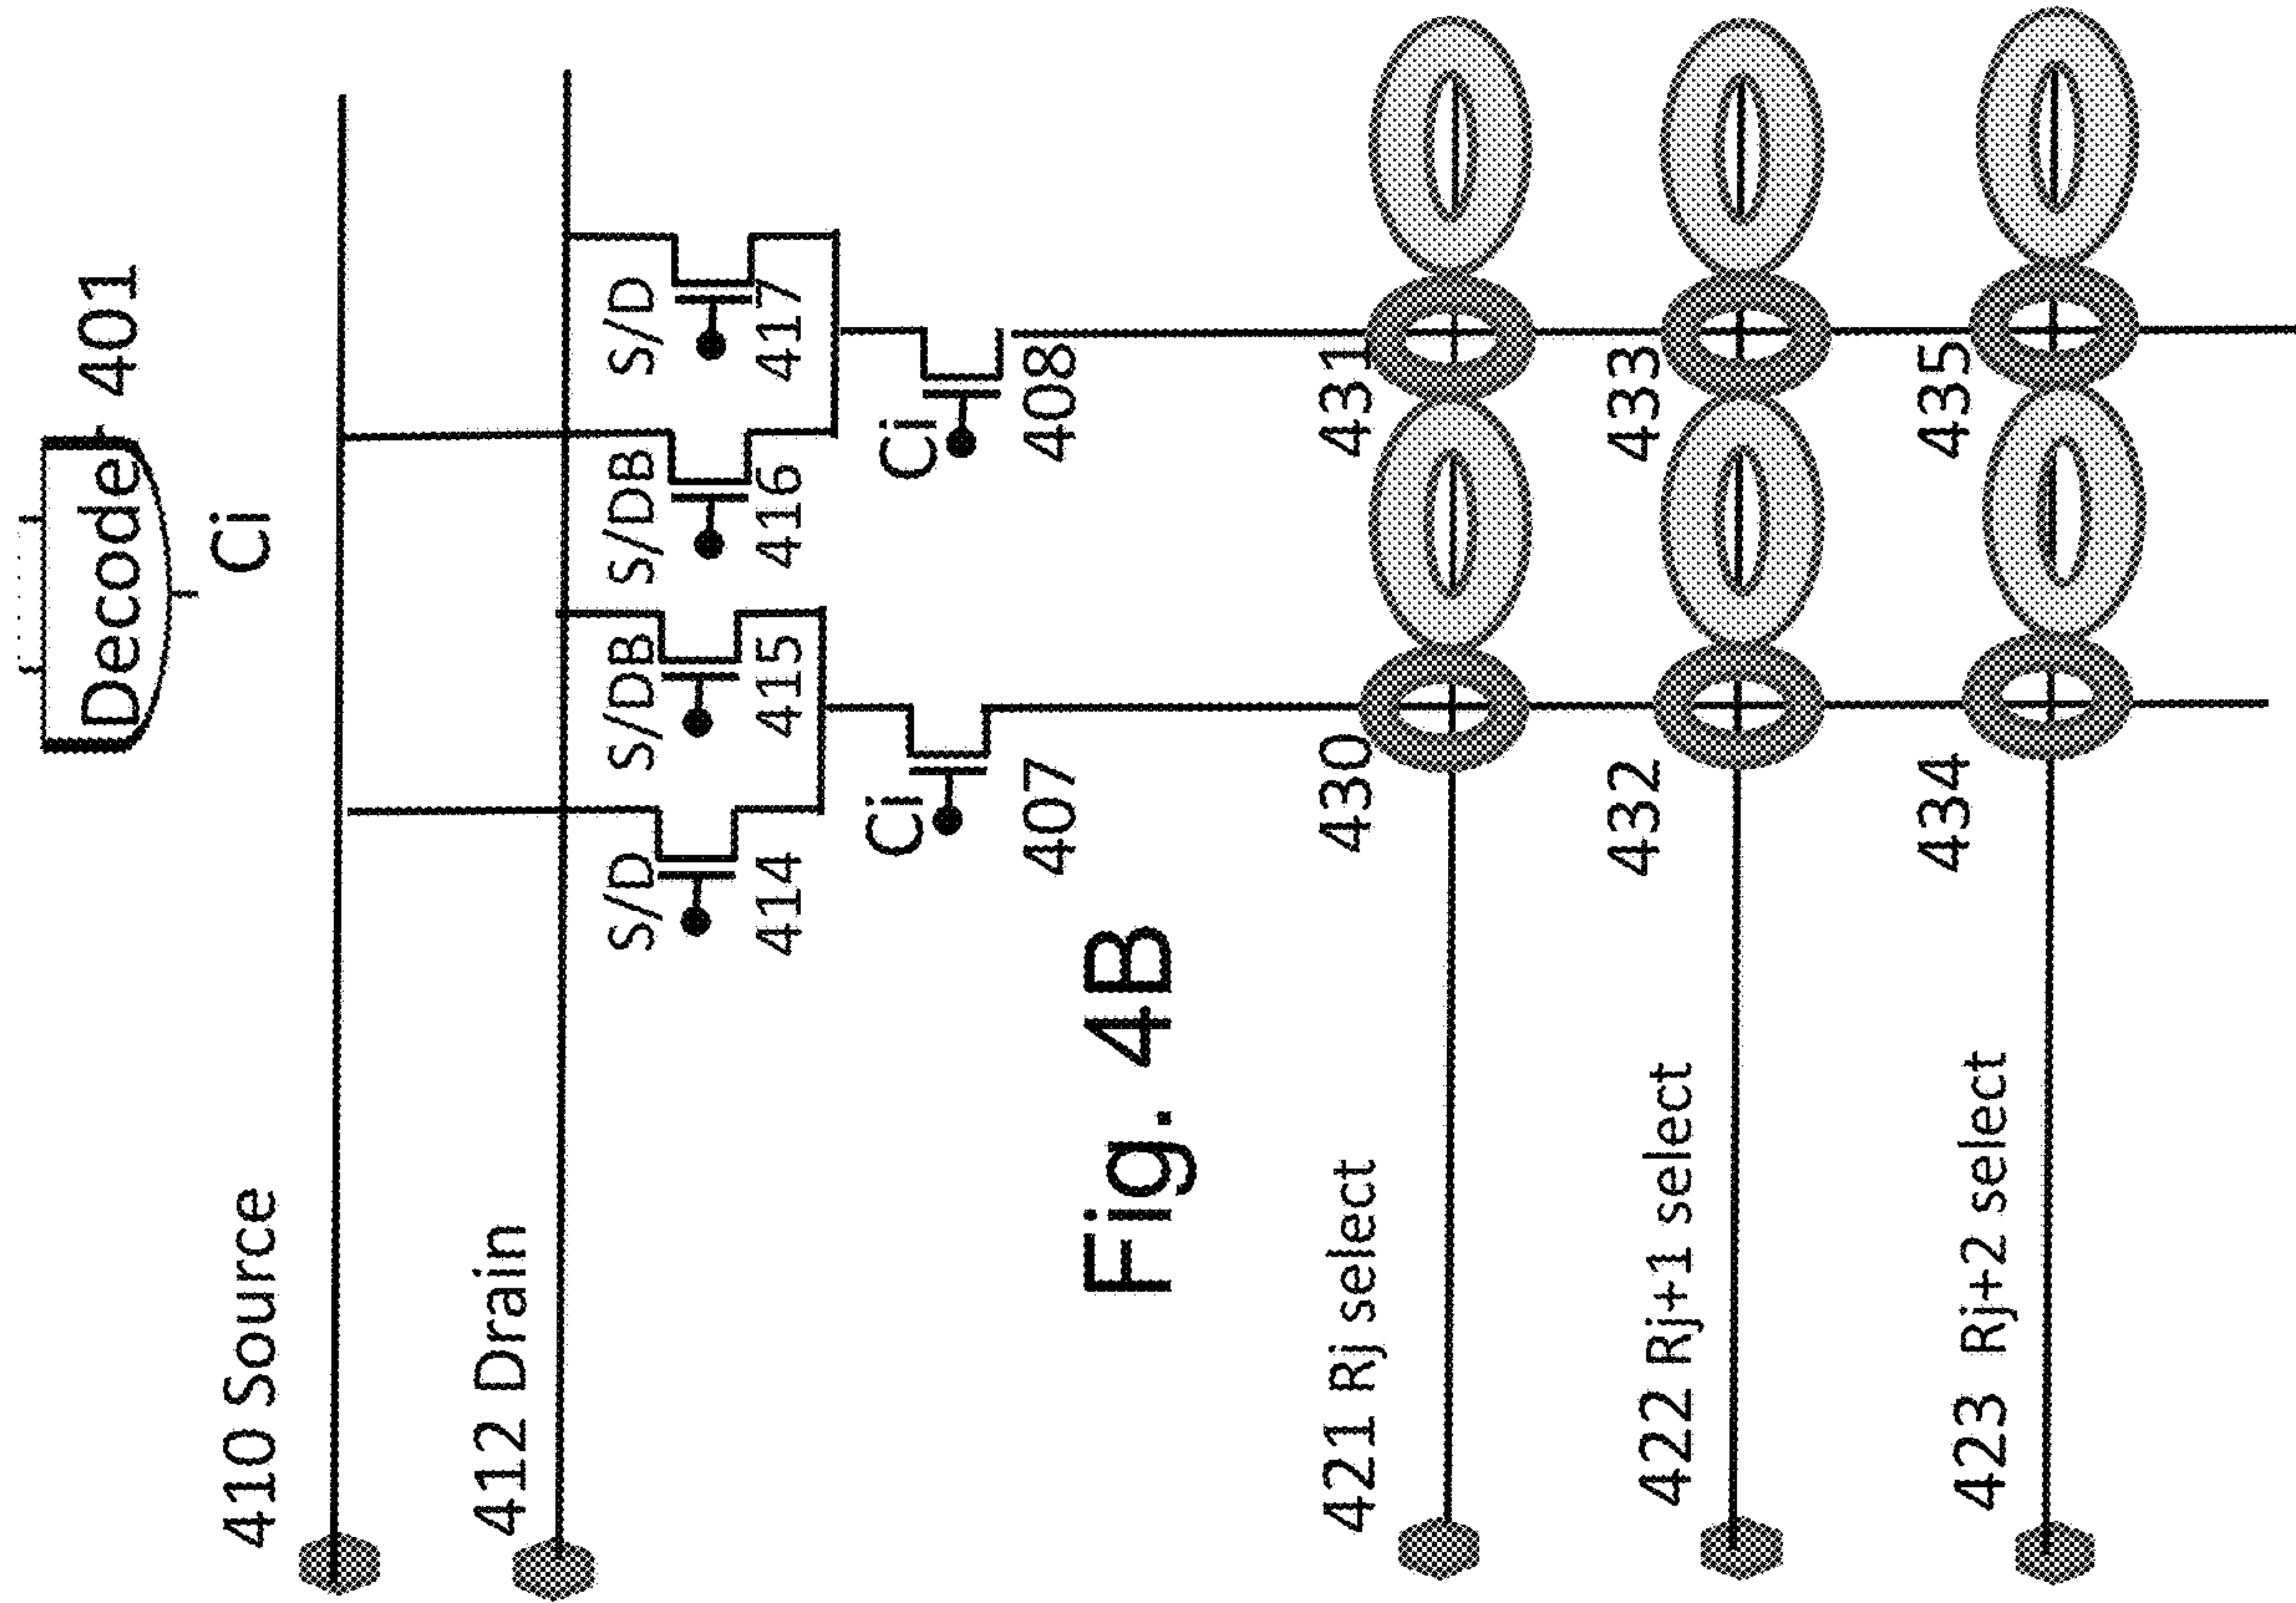 Decoder 401
Ci
410 Source
412 Drain
S/D
S/DB
S/DB
S/D
414
415
416
417
Ci
Ci
407
408
Fig. 4B
421 Rj select
430
431
422 Rj+1 select
432
433
423 Rj+2 select
434
435